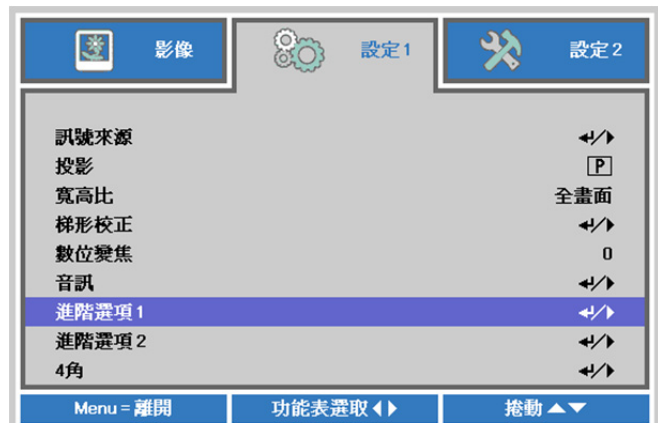 影像 設定1 設定2
訊號來源 ↵/▶
投影 P
寬高比 全畫面
梯形校正 ↵/▶
數位變焦 0
音訊 ↵/▶
進階選項1 ↵/▶
進階選項2 ↵/▶
4角 ↵/▶
Menu = 離開 功能表選取◀▶ 捲動▲▼